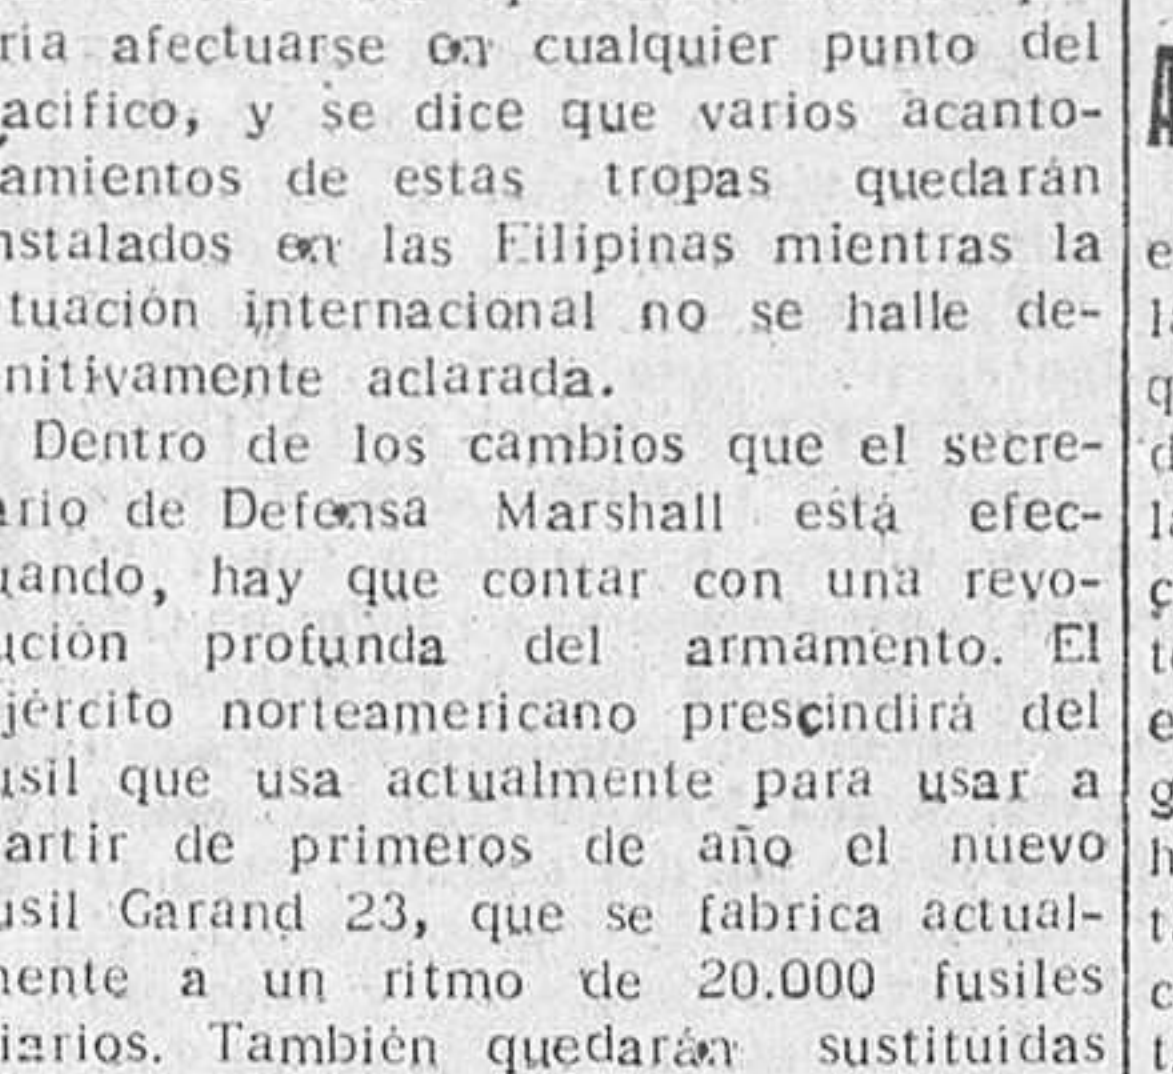 ria afectuarse en cualquier punto del
acifico, y se dice que varios acanto-
amientos de estas tropas quedarán
nstalados en las Filipinas mientras la
tuación internacional no se halle de-
nitivamente aclarada.
Dentro de los cambios que el secre-
ario de Defensa Marshall está efec-
uando, hay que contar con una revo-
ución profunda del armamento. El
jército norteamericano prescindirá del
usil que usa actualmente para usar a
artir de primeros de año el nuevo
usil Garand 23, que se fabrica actual-
mente a un ritmo de 20.000 fusiles
iarios. También quedarán sustituidas